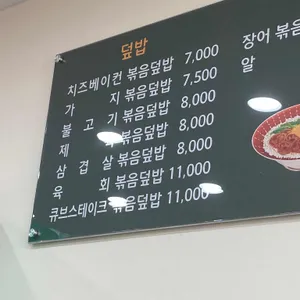 덮밥
치즈베이컨 볶음덮밥 7,000
가 지 볶음덮밥 7,500
불 고 기 볶음덮밥 8,000
제 볶음덮밥 8,000
삼 겹 살 볶음덮밥 8,000
육 회 볶음덮밥 11,000
큐브스테이크 볶음덮밥 11,000
장어 볶음
알